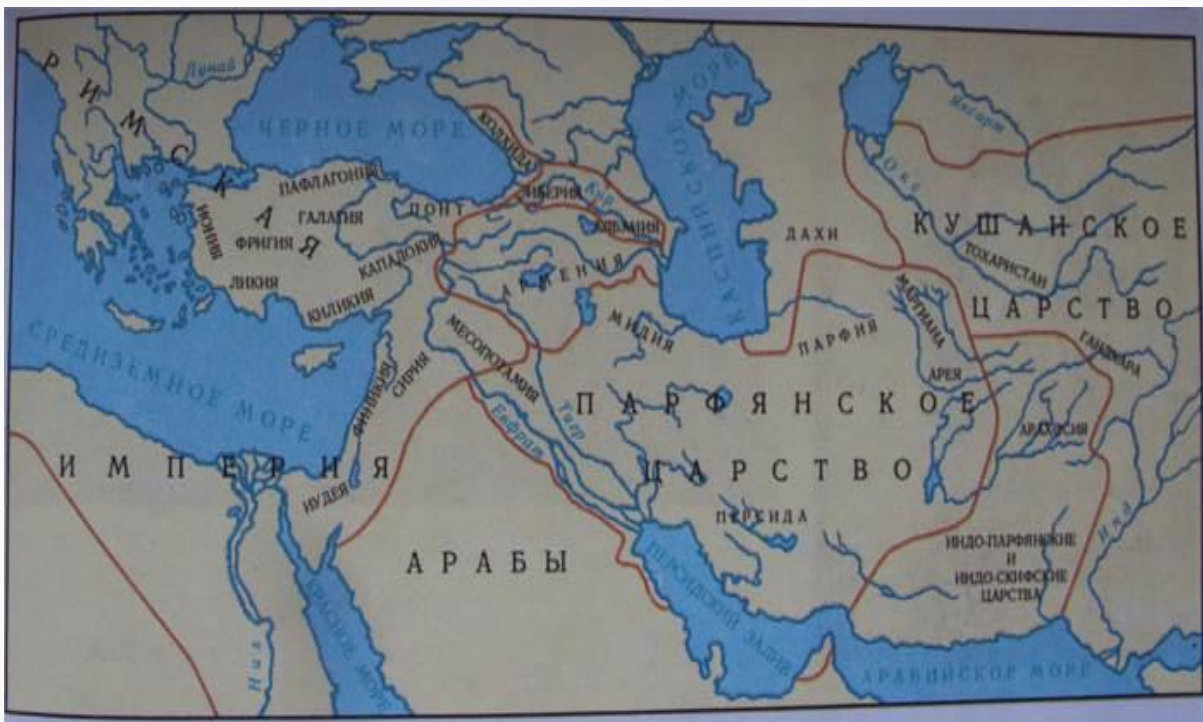 РИМСКАЯ
ИМПЕРИЯ
Дунай
ЧЕРНОЕ МОРЕ
КОЛХИДА
ИБЕРИЯ
Кур
АЛБАНИЯ
КАСПИЙСКОЕ МОРЕ
Яксарт
Окс
ПАФЛАГОНИЯ
ПОНТ
ИОНИЯ
ГАЛАТИЯ
ФРИГИЯ
КАПАДОКИЯ
ЛИКИЯ
КИЛИКИЯ
АРМЕНИЯ
ДАХИ
КУШАНСКОЕ
ЦАРСТВО
ТОХАРИСТАН
МАРГИАНА
ГАНДХАРА
СРЕДИЗЕМНОЕ МОРЕ
ФИНИКИЯ
СИРИЯ
МЕСОПОТАМИЯ
МИДИЯ
ПАРФИЯ
АРЕЯ
ПАРФЯНСКОЕ
ЦАРСТВО
Евфрат
Тигр
АРАХОСИЯ
ИУДЕЯ
ПЕРСИДА
Инд
АРАБЫ
ИНДО-ПАРФЯНСКИЕ
И
ИНДО-СКИФСКИЕ
ЦАРСТВА
Нил
КРАСНОЕ МОРЕ
ПЕРСИДСКИЙ ЗАЛИВ
АРАВИЙСКОЕ МОРЕ